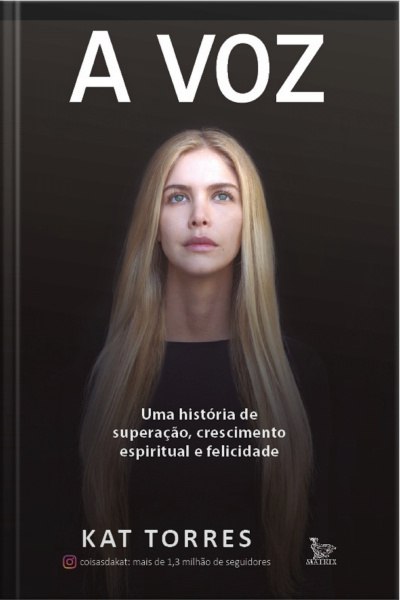 A VOZ
Uma história de
superação, crescimento
espiritual e felicidade
KAT TORRES
coisasdakat: mais de 1,3 milhão de seguidores
MATRIX